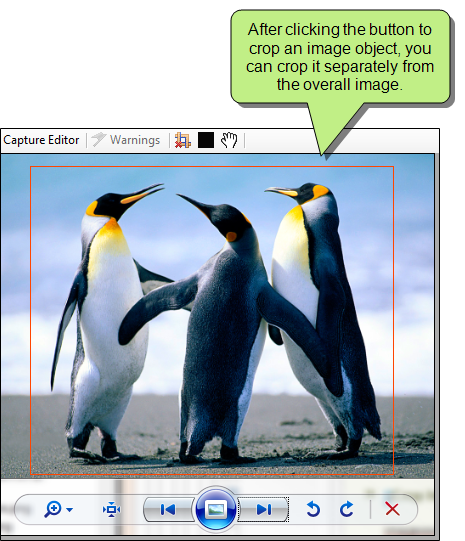 After clicking the button to
crop an image object, you
can crop it separately from
the overall image.
Capture Editor Warnings